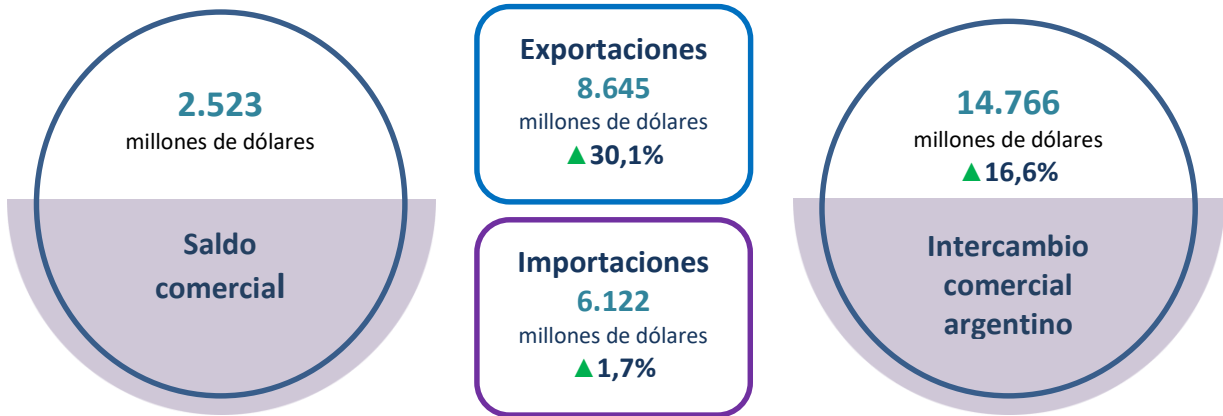 2.523
millones de dólares
Saldo
comercial
Exportaciones
8.645
millones de dólares
▲30,1%
Importaciones
6.122
millones de dólares
▲1,7%
14.766
millones de dólares
▲16,6%
Intercambio
comercial
argentino